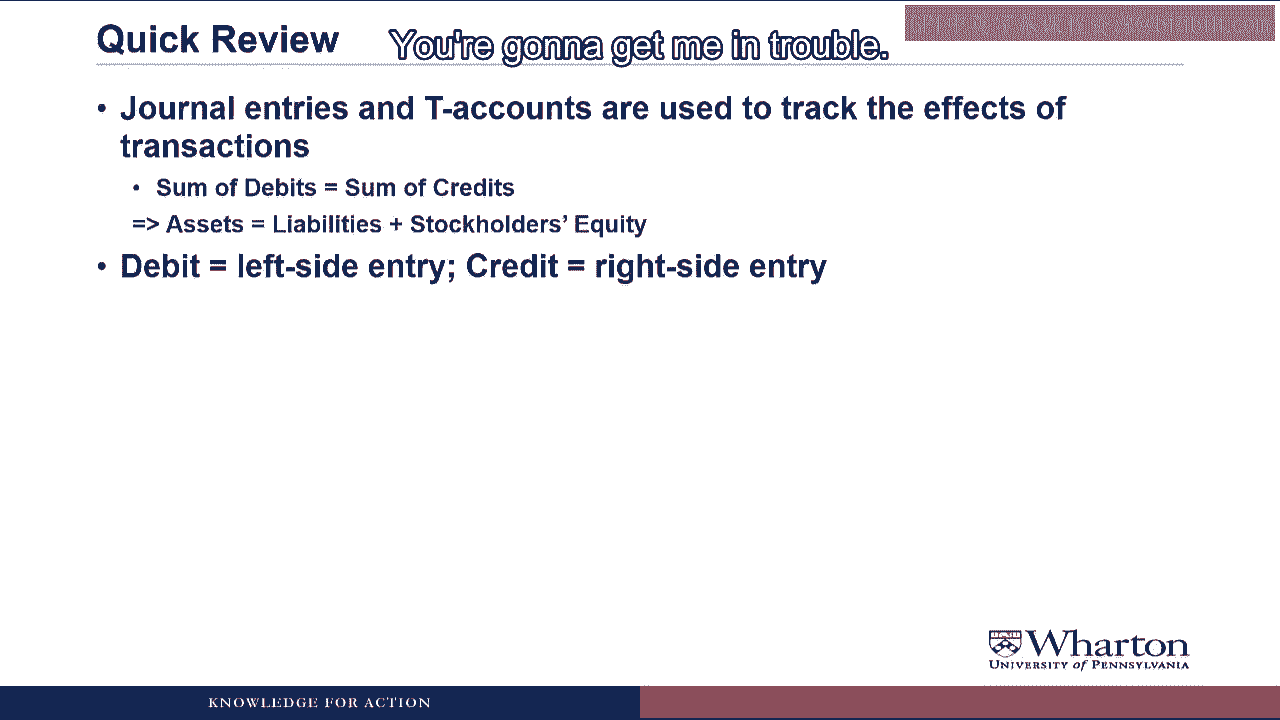 Quick Review
You're gonna get me in trouble.
• Journal entries and T-accounts are used to track the effects of
transactions
• Sum of Debits = Sum of Credits
=> Assets = Liabilities + Stockholders’ Equity
• Debit = left-side entry; Credit = right-side entry
Wharton
UNIVERSITY of PENNSYLVANIA
KNOWLEDGE FOR ACTION